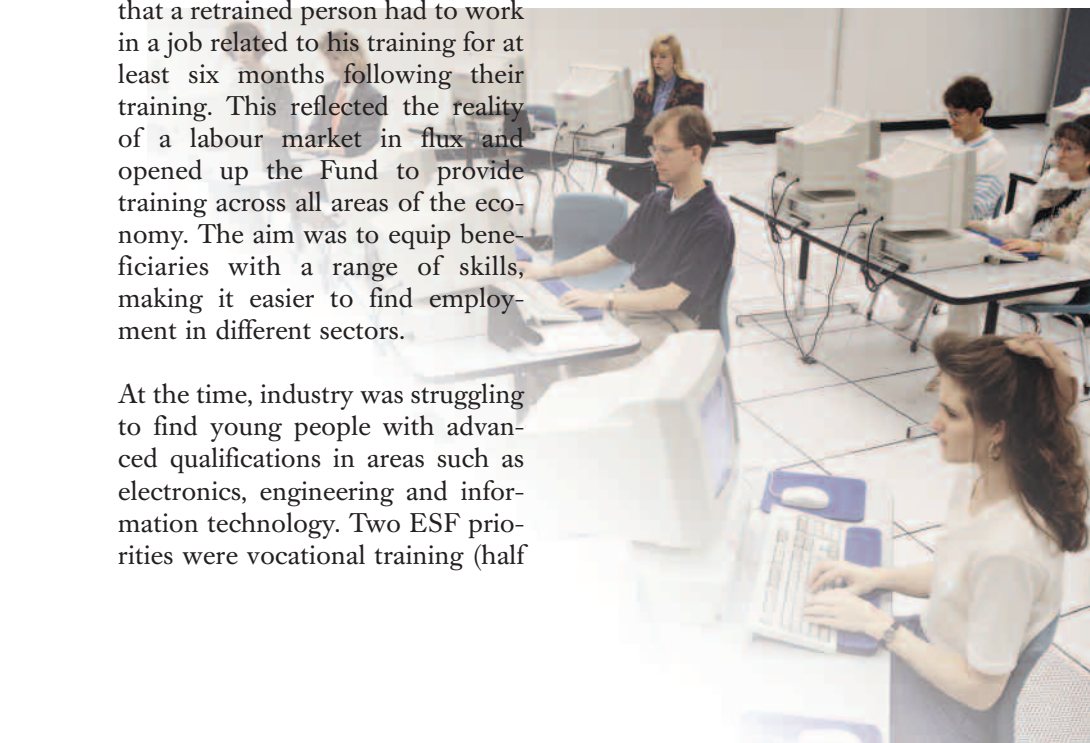 that a retrained person had to work
in a job related to his training for at
least six months following their
training. This reflected the reality
of a labour market in flux and
opened up the Fund to provide
training across all areas of the eco-
nomy. The aim was to equip bene-
ficiaries with a range of skills,
making it easier to find employ-
ment in different sectors.
At the time, industry was struggling
to find young people with advan-
ced qualifications in areas such as
electronics, engineering and infor-
mation technology. Two ESF prio-
rities were vocational training (half